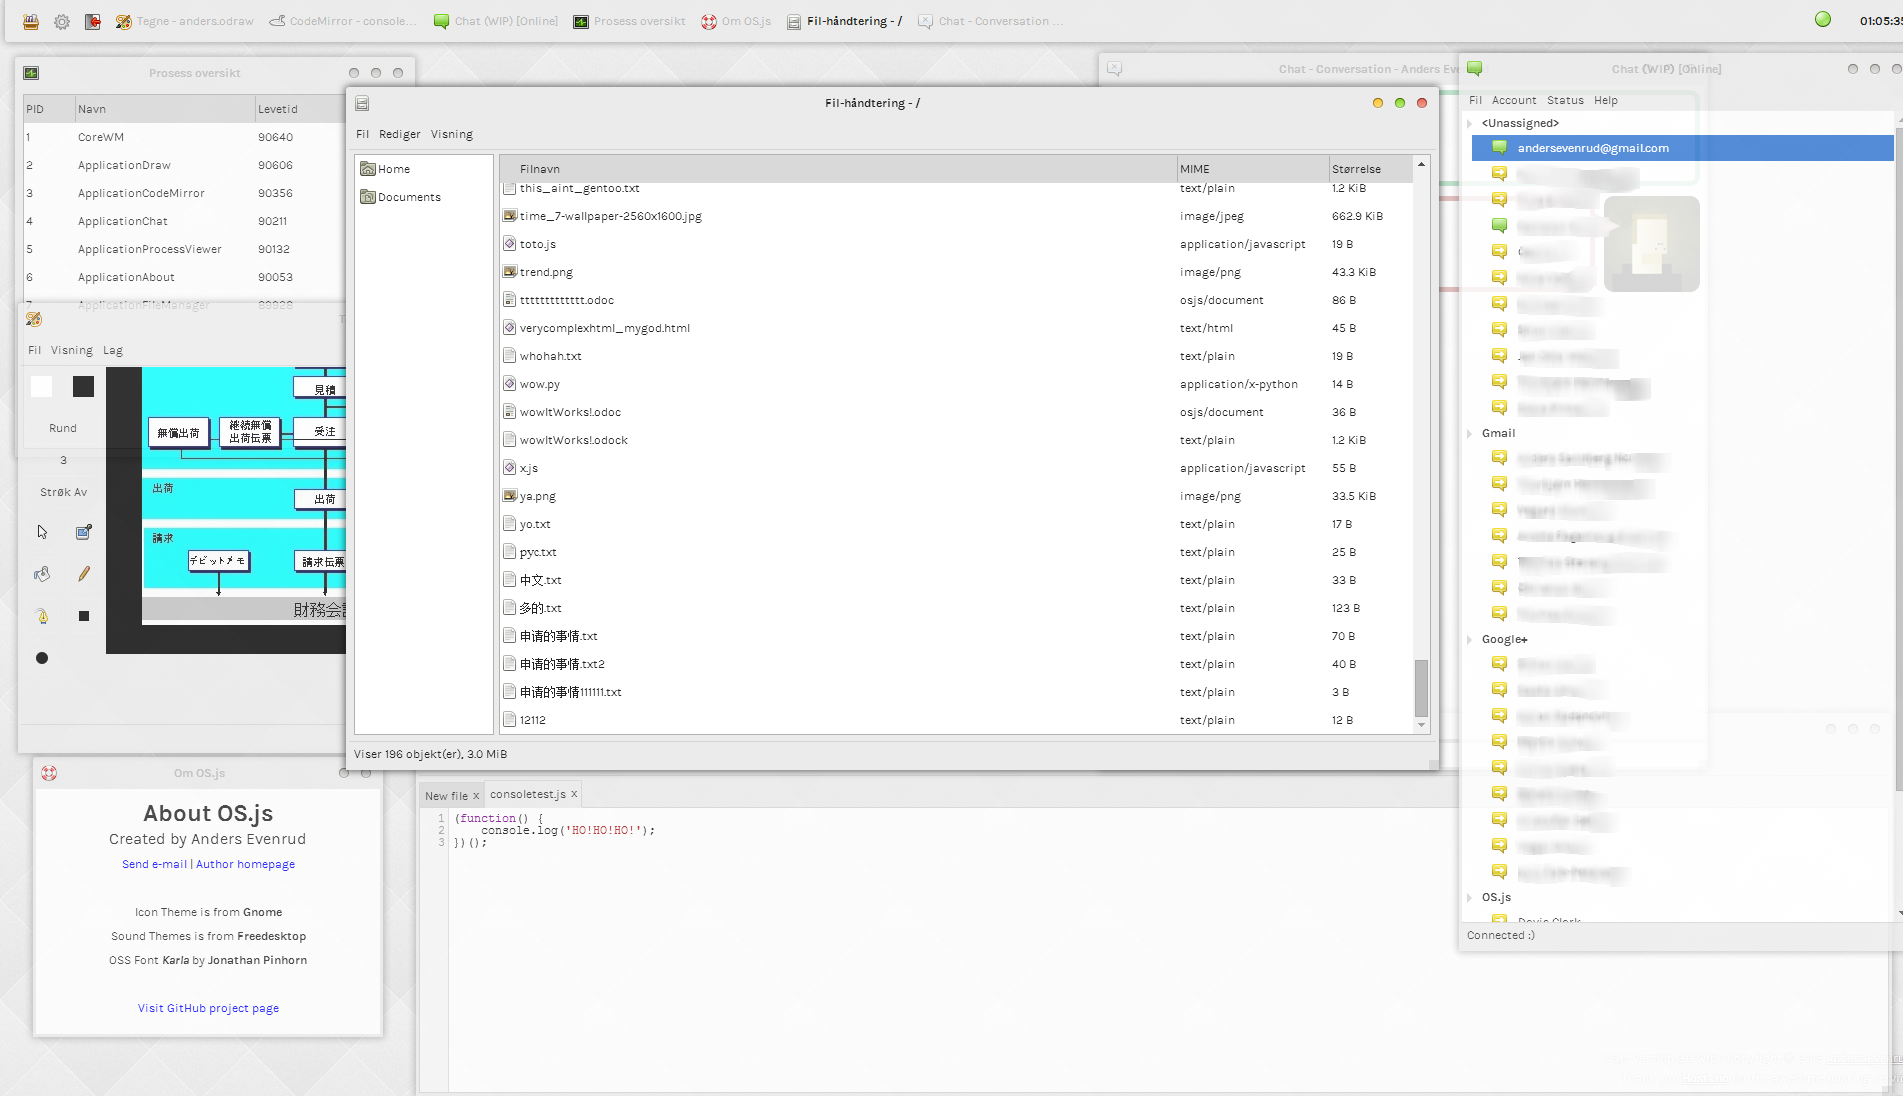 Tegne - anders.odraw
CodeMirror - console...
Chat (WIP) [Online]
Prosess oversikt
Om OS.js
Fil-håndtering - /
Chat - Conversation ...
01:05:35
Prosess oversikt
PID Navn Levetid
1 CoreWM 90640
2 ApplicationDraw 90606
3 ApplicationCodeMirror 90356
4 ApplicationChat 90211
5 ApplicationProcessViewer 90132
6 ApplicationAbout 90053
7 ApplicationFileManager 89928
Fil Visning Lag
Rund
3
Strøk Av
見積
無償出荷
継続無償
出荷伝票
受注
出荷
出荷
請求
デビットメモ
請求伝票
財務会
Fil-håndtering - /
Fil Rediger Visning
Home
Documents
Filnavn MIME Størrelse
this_aint_gentoo.txt text/plain 1.2 KiB
time_7-wallpaper-2560x1600.jpg image/jpeg 662.9 KiB
toto.js application/javascript 19 B
trend.png image/png 43.3 KiB
ttttttttttttt.odoc osjs/document 86 B
verycomplexhtml_mygod.html text/html 45 B
whohah.txt text/plain 19 B
wow.py application/x-python 14 B
wowItWorks!.odoc osjs/document 36 B
wowItWorks!.odock text/plain 1.2 KiB
x.js application/javascript 55 B
ya.png image/png 33.5 KiB
yo.txt text/plain 17 B
рус.txt text/plain 25 B
中文.txt text/plain 33 B
多的.txt text/plain 123 B
申请的事情.txt text/plain 70 B
申请的事情.txt2 text/plain 40 B
申请的事情111111.txt text/plain 3 B
12112 text/plain 12 B
Viser 196 objekt(er), 3.0 MiB
Chat - Conversation - Anders
Chat (WIP) [Online]
Fil Account Status Help
<Unassigned>
andersevenrud@gmail.com
Gmail
Google+
OS.js
Connected :)
Om OS.js
About OS.js
Created by Anders Evenrud
Send e-mail | Author homepage
Icon Theme is from Gnome
Sound Themes is from Freedesktop
OSS Font Karla by Jonathan Pinhorn
Visit GitHub project page
New file x consoletest.js x
1 (function() {
2 console.log('HO!HO!HO!');
3 })();